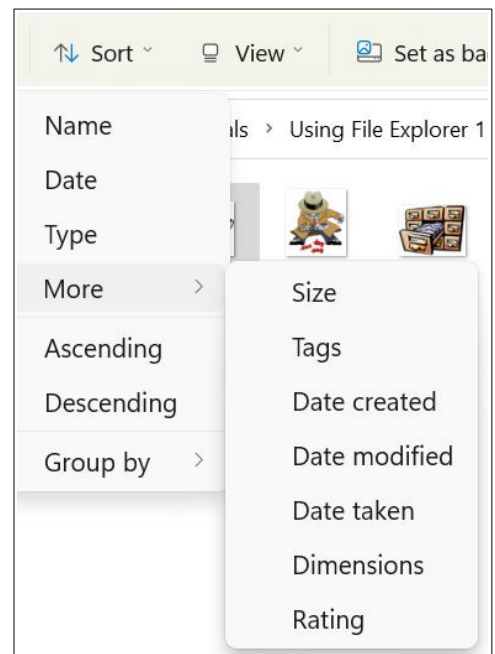 Sort View Set as ba
als > Using File Explorer 1
Name
Date
Type
More
Ascending
Descending
Group by
Size
Tags
Date created
Date modified
Date taken
Dimensions
Rating